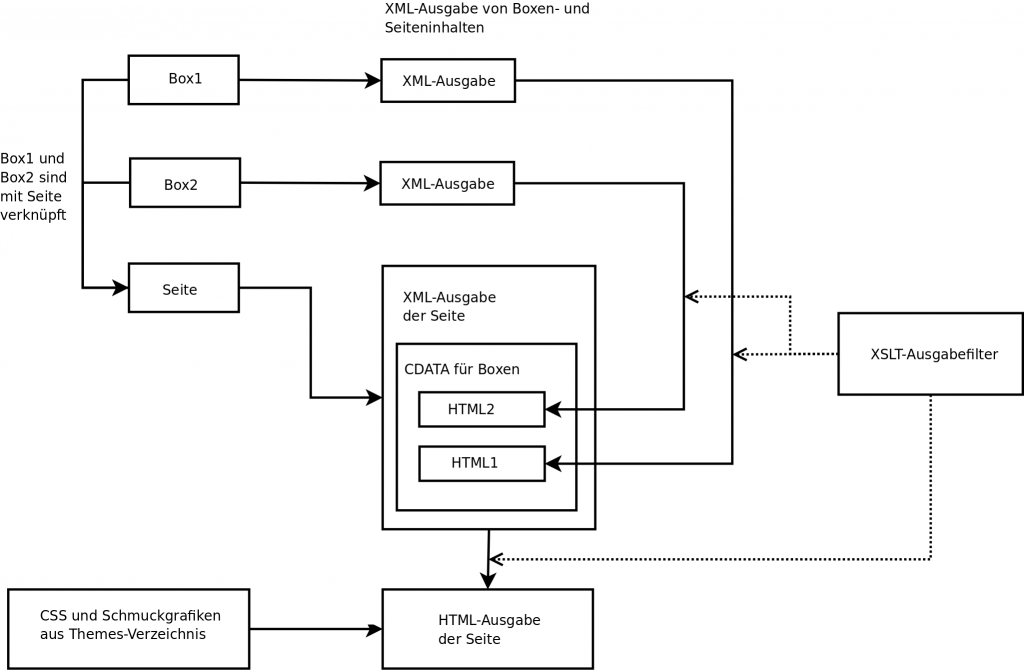 XML-Ausgabe von Boxen- und
Seiteninhalten
Box1
XML-Ausgabe
Box1 und
Box2 sind
mit Seite
verknüpft
Box2
XML-Ausgabe
Seite
XML-Ausgabe
der Seite
CDATA für Boxen
HTML2
HTML1
XSLT-Ausgabefilter
CSS und Schmuckgrafiken
aus Themes-Verzeichnis
HTML-Ausgabe
der Seite